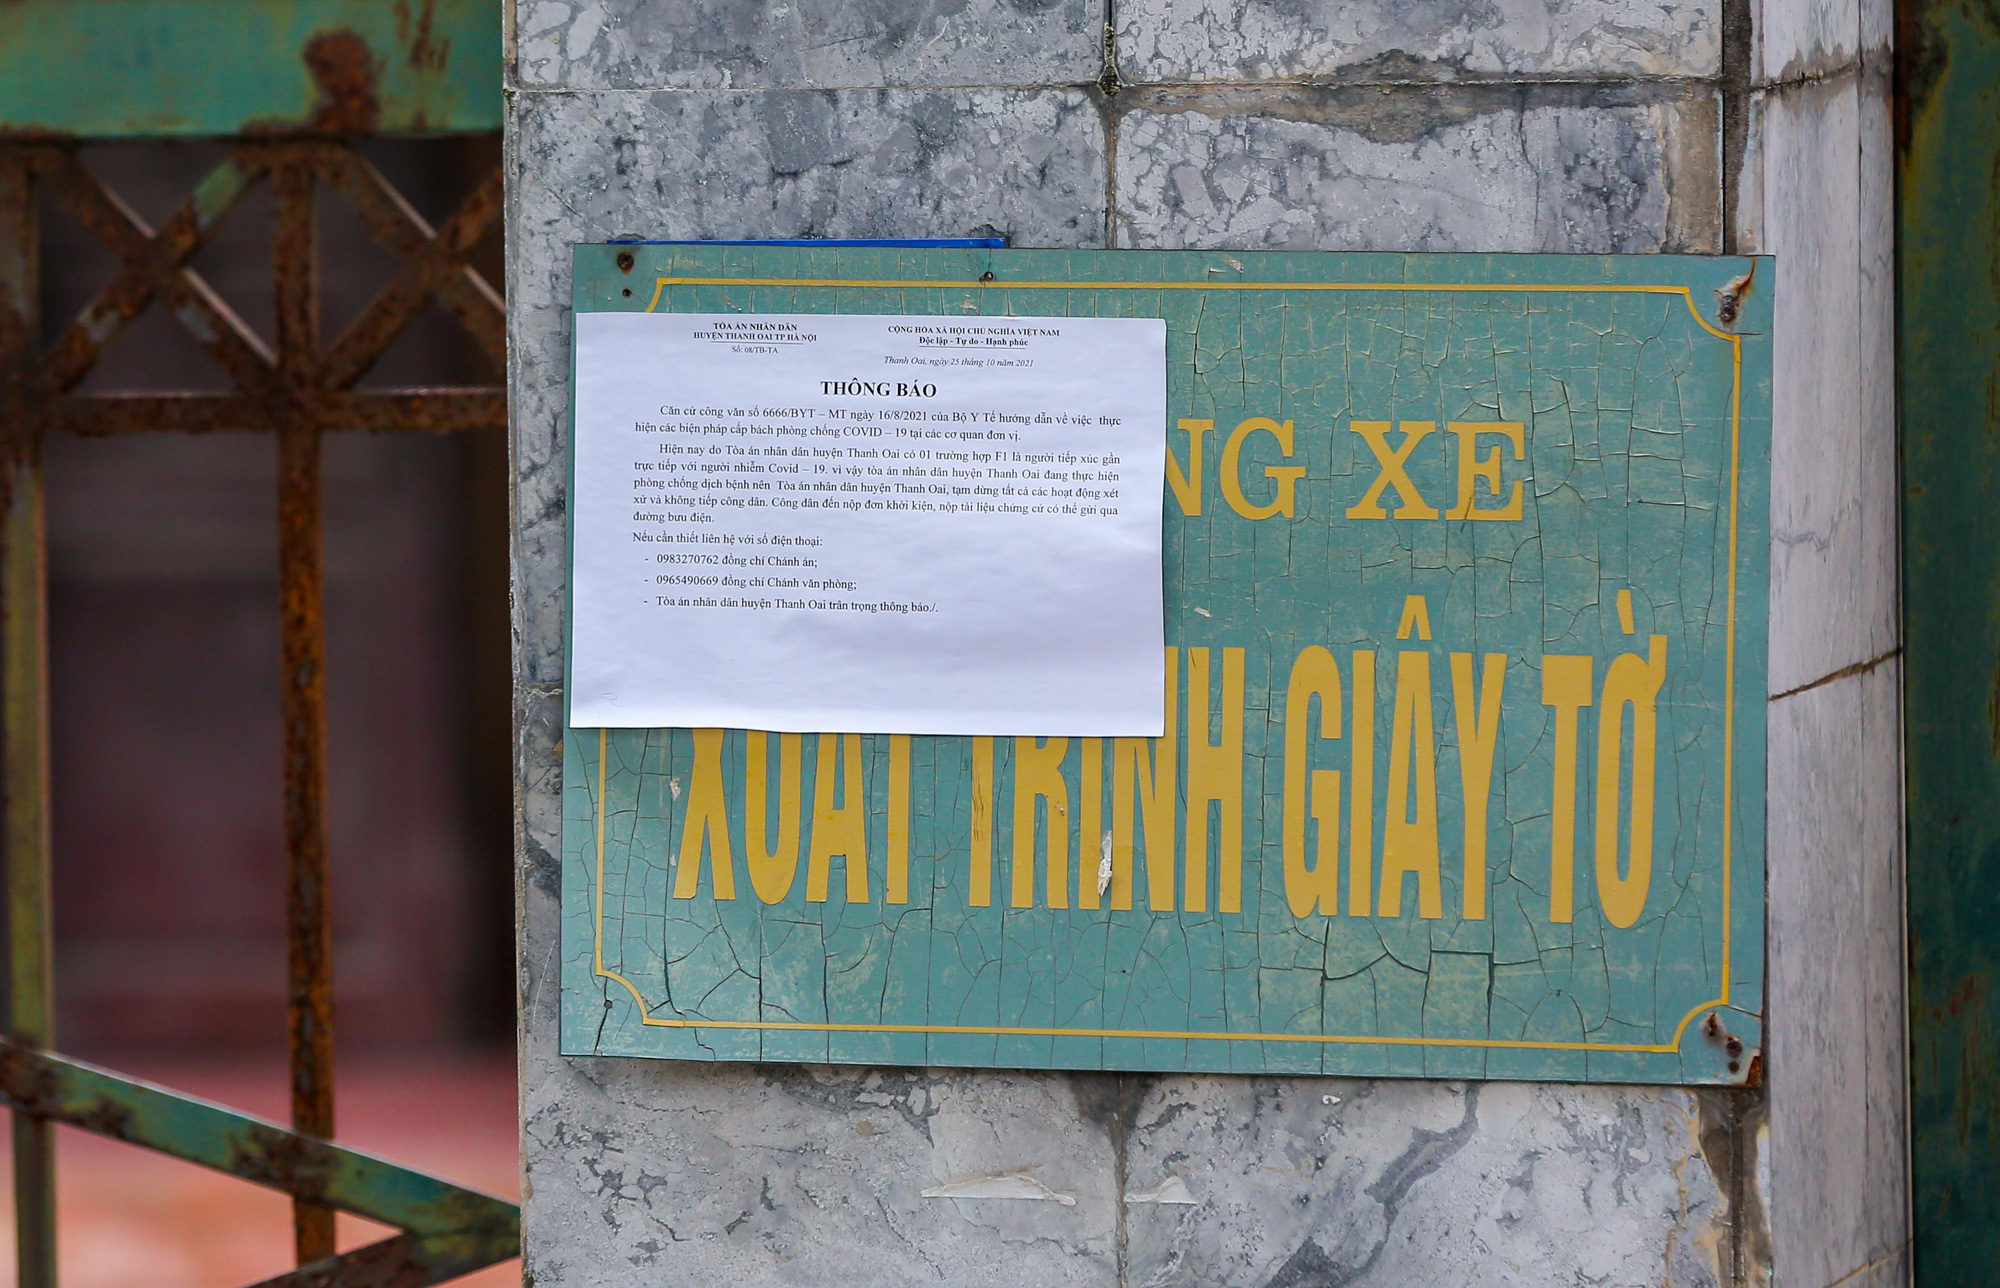 TÒA ÁN NHÂN DÂN
HUYỆN THANH OAI TP HÀ NỘI
Số: 08/TB-TA
CỘNG HÒA XÃ HỘI CHỦ NGHĨA VIỆT NAM
Độc lập - Tự do - Hạnh phúc
Thanh Oai, ngày 25 tháng 10 năm 2021
THÔNG BÁO
Căn cứ công văn số 6666/BYT – MT ngày 16/8/2021 của Bộ Y Tế hướng dẫn về việc thực
hiện các biện pháp cấp bách phòng chống COVID – 19 tại các cơ quan đơn vị.
Hiện nay do Tòa án nhân dân huyện Thanh Oai có 01 trường hợp F1 là người tiếp xúc gần
trực tiếp với người nhiễm Covid – 19. vì vậy tòa án nhân dân huyện Thanh Oai đang thực hiện
phòng chống dịch bệnh nên Tòa án nhân dân huyện Thanh Oai, tạm dừng tất cả các hoạt động xét
xử và không tiếp công dân. Công dân đến nộp đơn khởi kiện, nộp tài liệu chứng cứ có thể gửi qua
đường bưu điện.
Nếu cần thiết liên hệ với số điện thoại:
- 0983270762 đồng chí Chánh án;
- 0965490669 đồng chí Chánh văn phòng;
- Tòa án nhân dân huyện Thanh Oai trân trọng thông báo./.
NG XE
XUẤT TRÌNH GIẤY TỜ